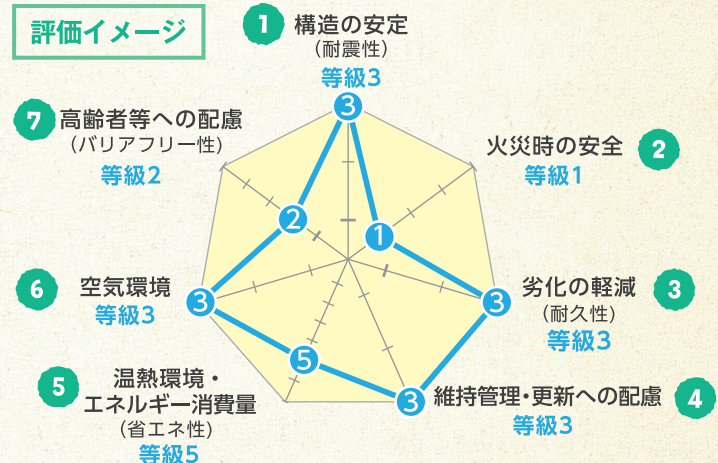 評価イメージ
1 構造の安定
（耐震性）
等級3
2 火災時の安全
等級1
3 劣化の軽減
（耐久性）
等級3
4 維持管理・更新への配慮
等級3
5 温熱環境・
エネルギー消費量
（省エネ性）
等級5
6 空気環境
等級3
7 高齢者等への配慮
（バリアフリー性）
等級2
3
1
3
3
5
3
2